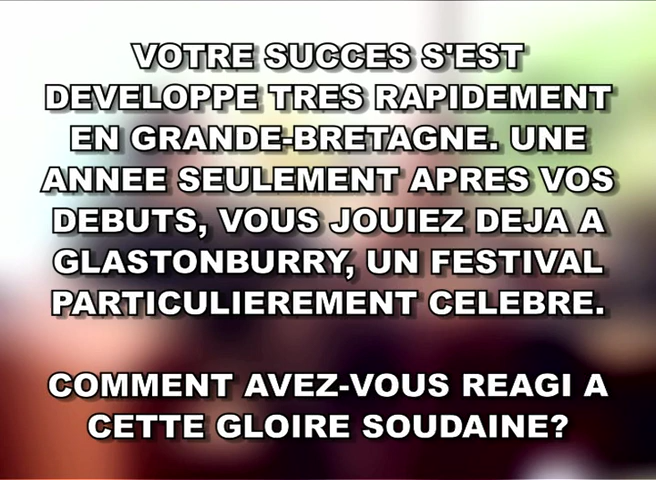 VOTRE SUCCES S'EST
DEVELOPPE TRES RAPIDEMENT
EN GRANDE-BRETAGNE. UNE
ANNEE SEULEMENT APRES VOS
DEBUTS, VOUS JOUIEZ DEJA A
GLASTONBURRY, UN FESTIVAL
PARTICULIEREMENT CELEBRE.
COMMENT AVEZ-VOUS REAGI A
CETTE GLOIRE SOUDAINE?